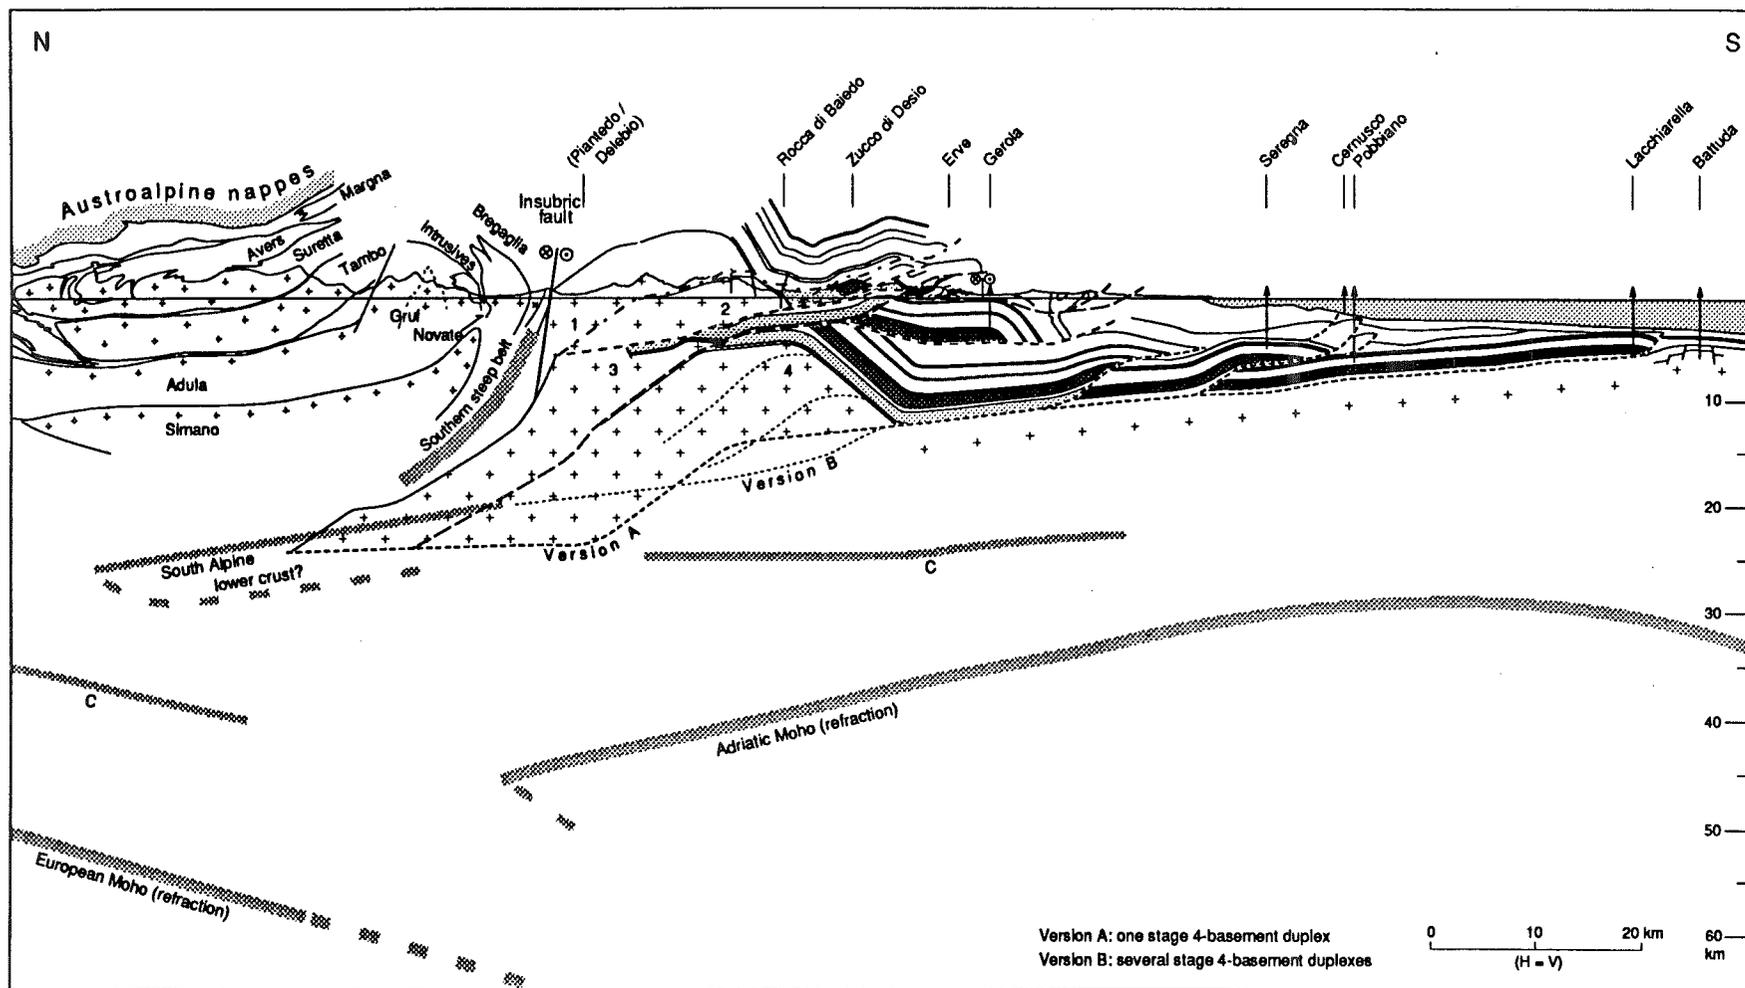 N
S
(Piantedo /
Delebio)
Rocca di Baiedo
Zucco di Desio
Erve
Gerola
Seregna
Cernusco
Pobbiano
Lacchiarella
Battuda
Austroalpine nappes
Margna
Avers
Suretta
Tambo
Intrusives
Bregaglia
Insubric
fault
Gruf
Novate
1
2
3
4
Adula
Simano
Southern steep belt
10
Version B
20
Version A
South Alpine
lower crust?
C
30
C
Adriatic Moho (refraction)
40
50
European Moho (refraction)
Version A: one stage 4-basement duplex
Version B: several stage 4-basement duplexes
0 10 20 km
(H = V)
60
km